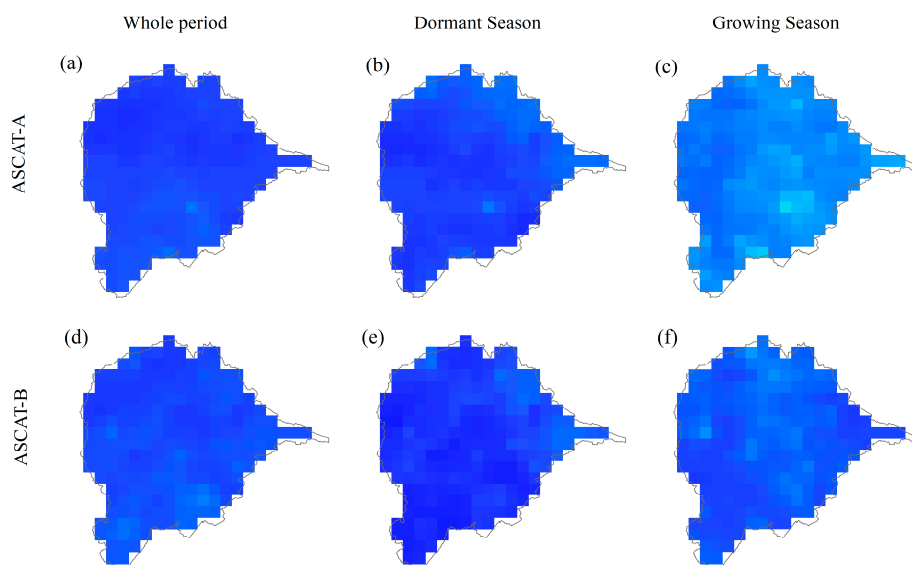 Whole period
Dormant Season
Growing Season
(a)
(b)
(c)
ASCAT-A
(d)
(e)
(f)
ASCAT-B